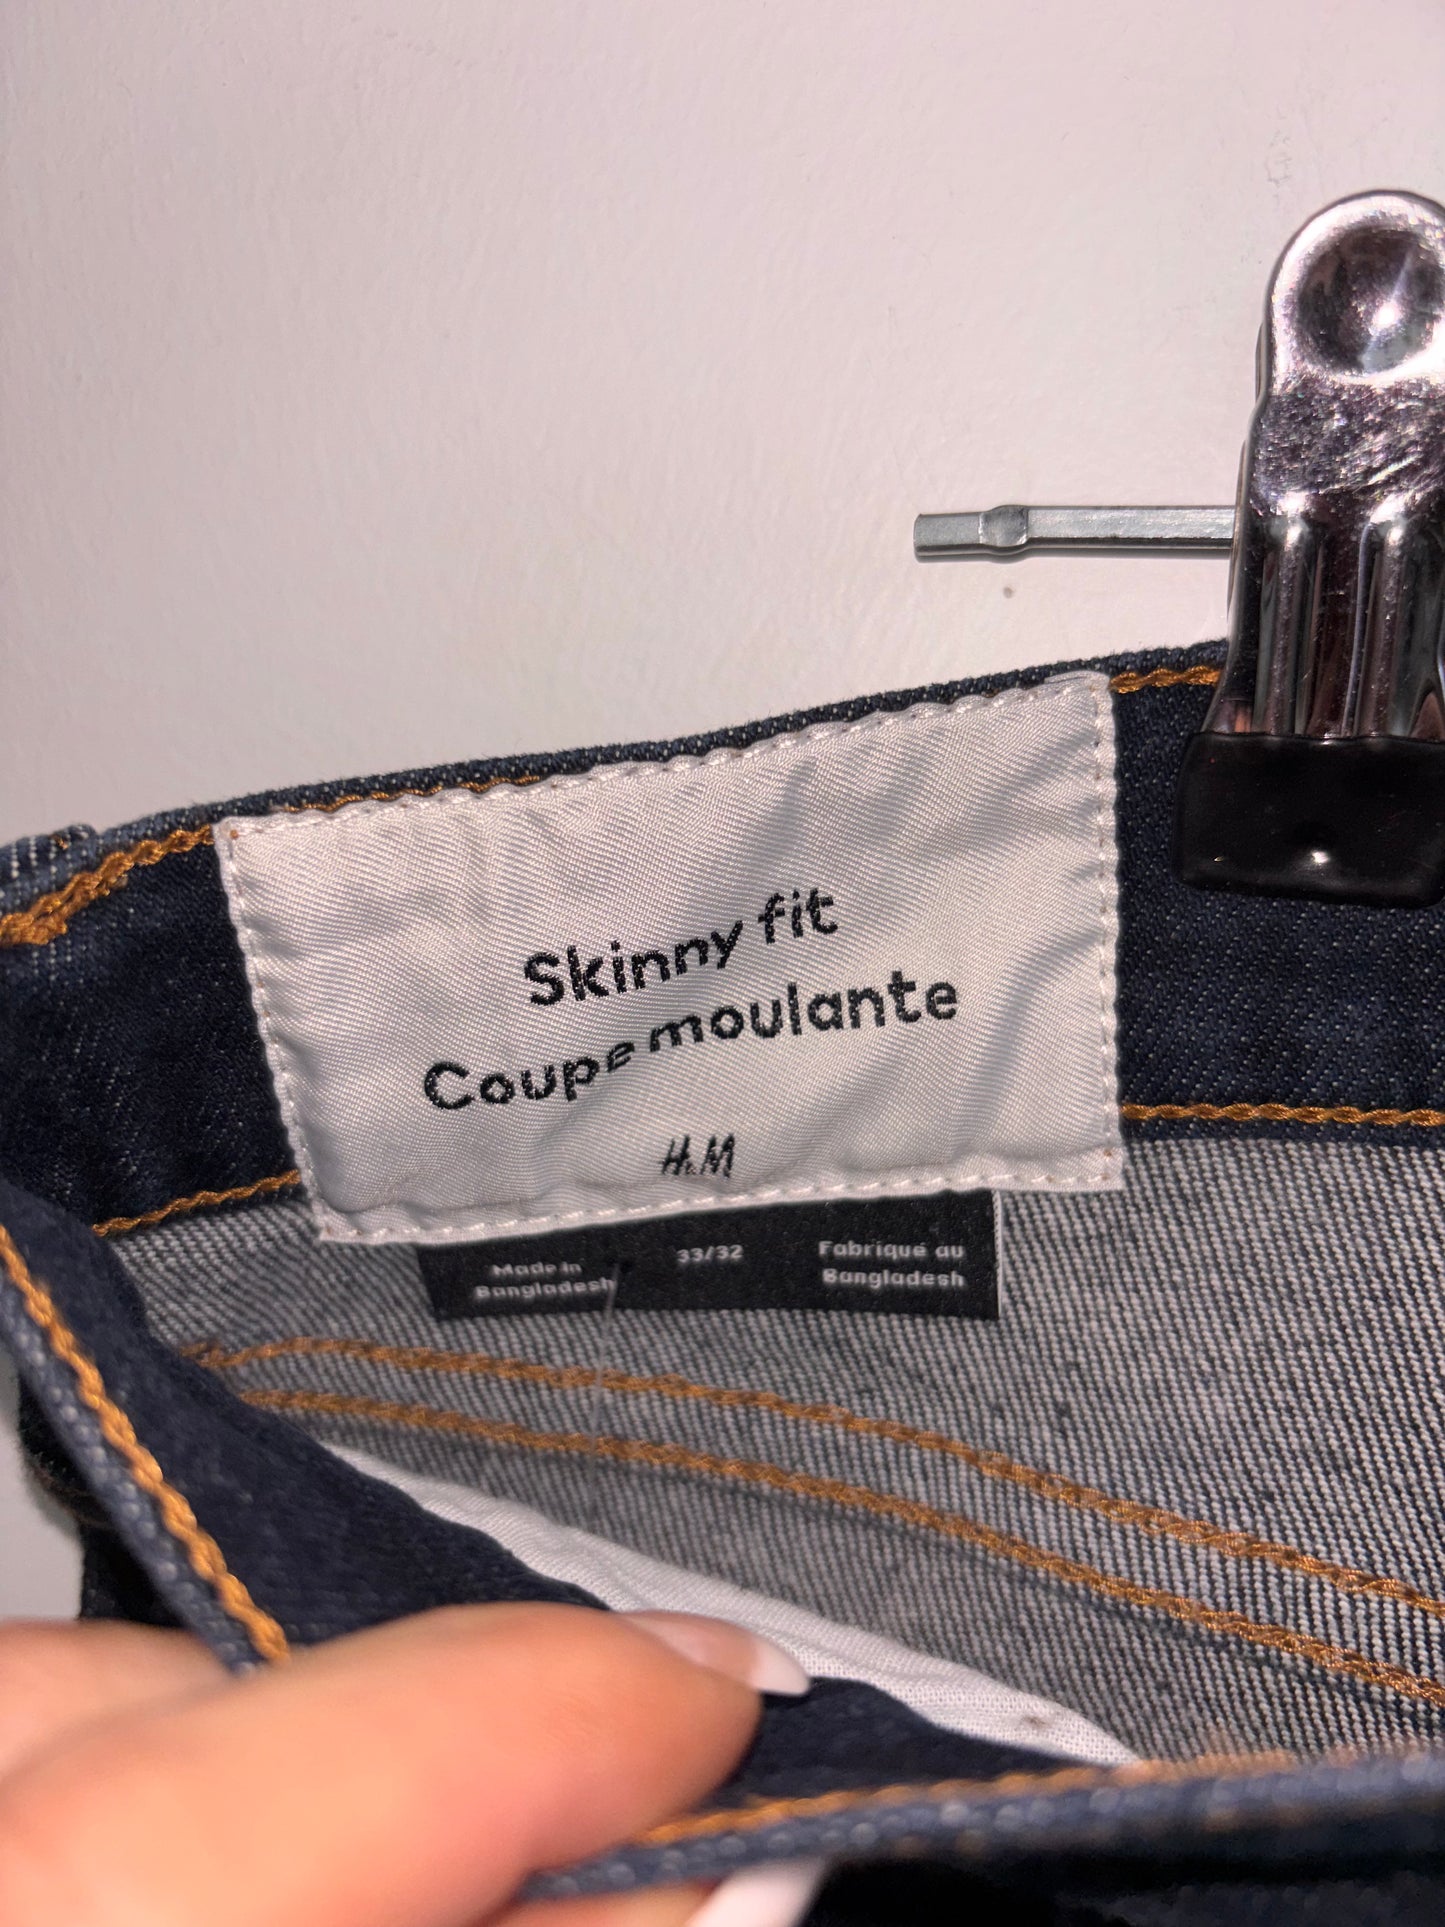 Skinny fit
Coupe moulante
H&M
Made in
Bangladesh
33/32
Fabriqué au
Bangladesh